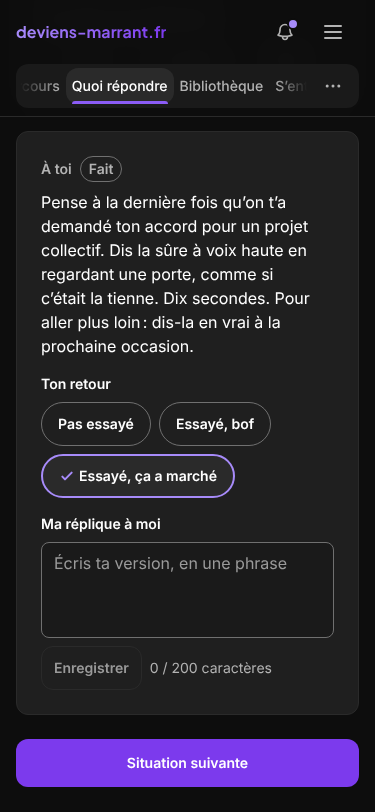 deviens-marrant.fr
cours Quoi répondre Bibliothèque S'en
À toi Fait
Pense à la dernière fois qu'on t'a
demandé ton accord pour un projet
collectif. Dis la sûre à voix haute en
regardant une porte, comme si
c'était la tienne. Dix secondes. Pour
aller plus loin : dis-la en vrai à la
prochaine occasion.
Ton retour
Pas essayé Essayé, bof
Essayé, ça a marché
Ma réplique à moi
Écris ta version, en une phrase
Enregistrer 0 / 200 caractères
Situation suivante